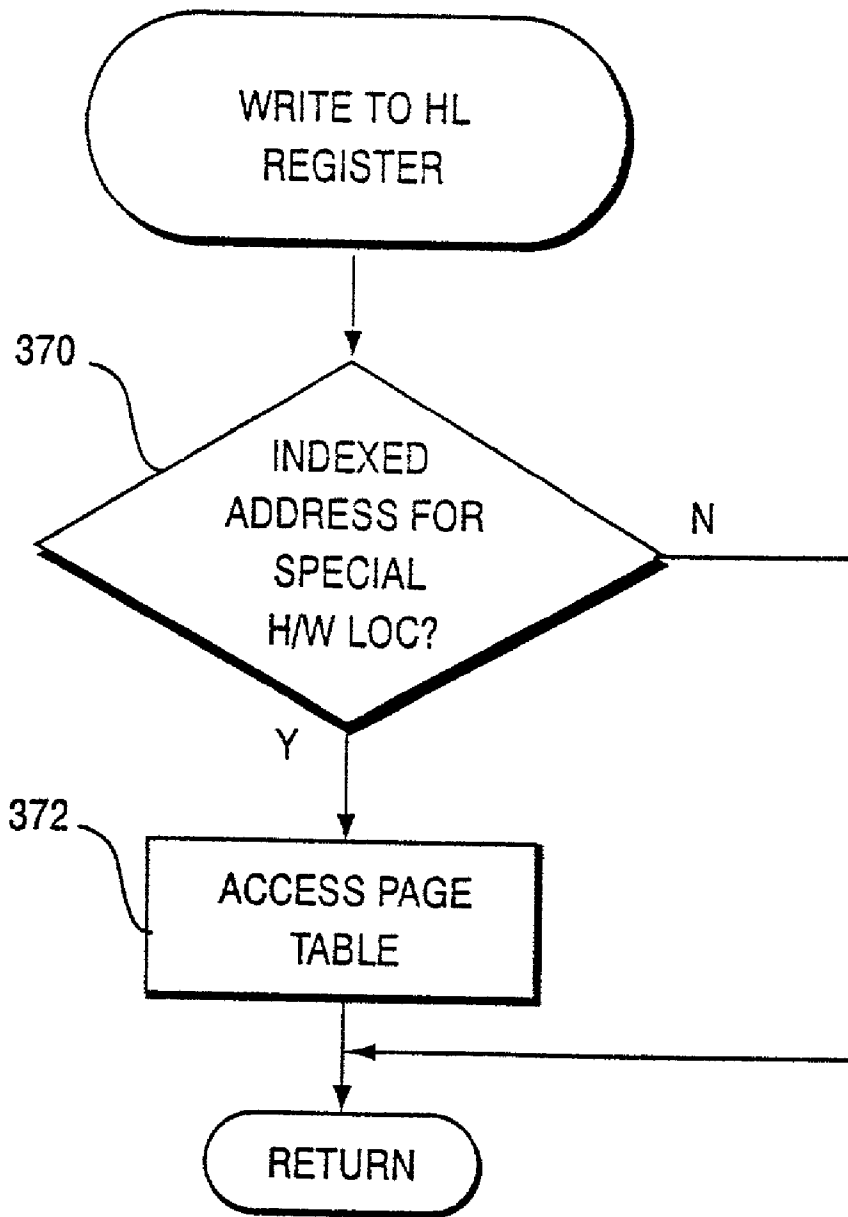 WRITE TO HL
REGISTER
370
INDEXED
ADDRESS FOR
SPECIAL
H/W LOC?
N
Y
372
ACCESS PAGE
TABLE
RETURN